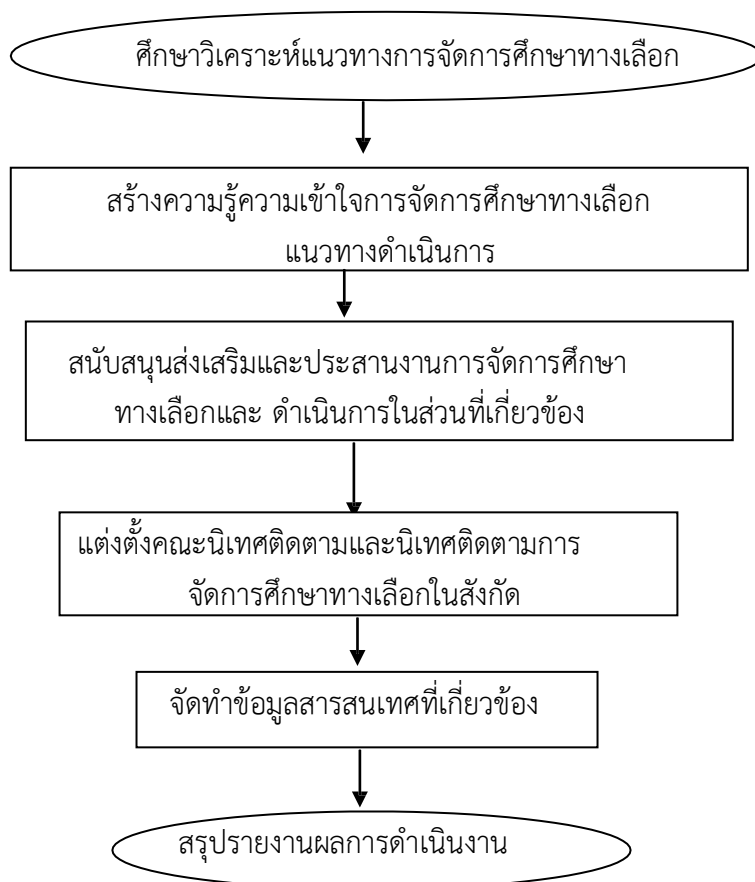 ศึกษาวิเคราะห์แนวทางการจัดการศึกษาทางเลือก
สร้างความรู้ความเข้าใจการจัดการศึกษาทางเลือก
แนวทางดำเนินการ
สนับสนุนส่งเสริมและประสานงานการจัดการศึกษา
ทางเลือกและ ดำเนินการในส่วนที่เกี่ยวข้อง
แต่งตั้งคณะนิเทศติดตามและนิเทศติดตามการ
จัดการศึกษาทางเลือกในสังกัด
จัดทำข้อมูลสารสนเทศที่เกี่ยวข้อง
สรุปรายงานผลการดำเนินงาน